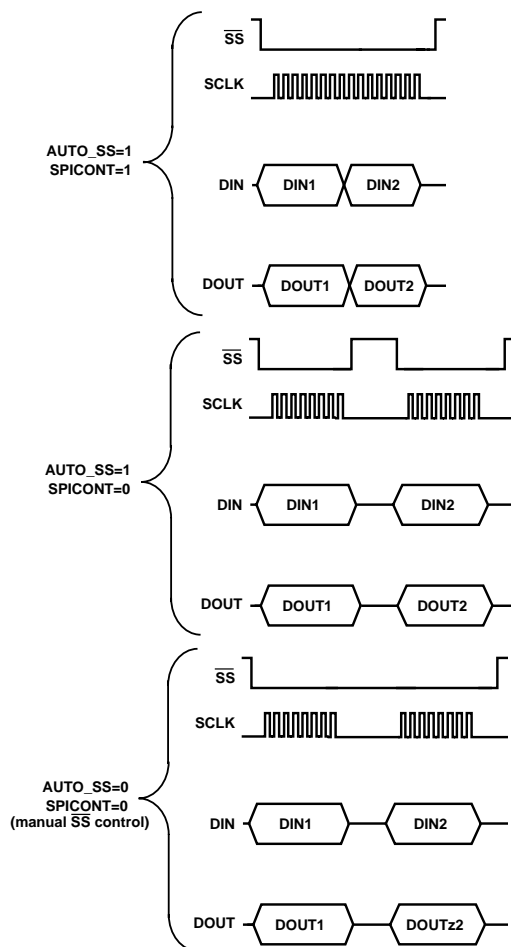 SS
SCLK
AUTO_SS=1
SPICONT=1
DIN DIN1 DIN2
DOUT DOUT1 DOUT2
SS
SCLK
AUTO_SS=1
SPICONT=0
DIN DIN1 DIN2
DOUT DOUT1 DOUT2
SS
SCLK
AUTO_SS=0
SPICONT=0
(manual SS control)
DIN DIN1 DIN2
DOUT DOUT1 DOUTz2